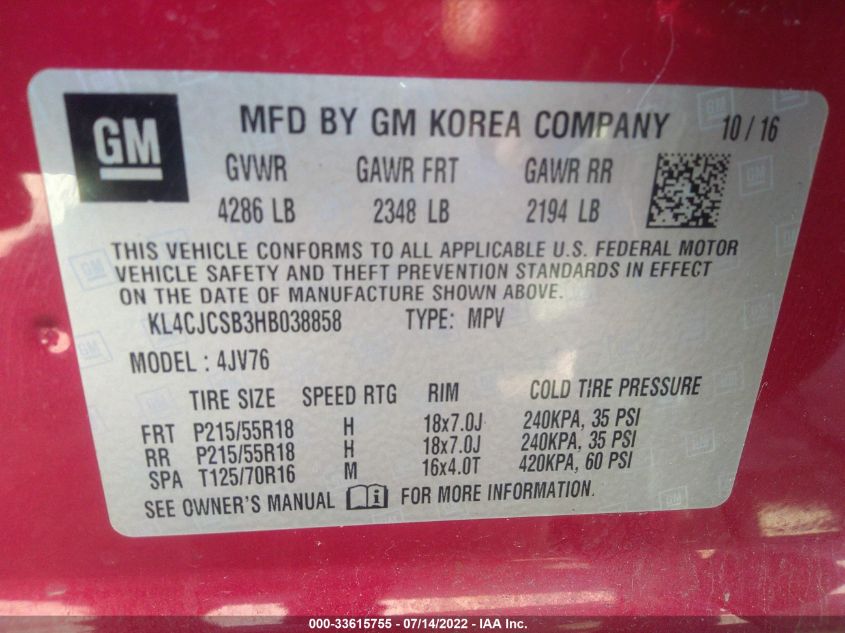 GM
MFD BY GM KOREA COMPANY 10/16
GVWR GAWR FRT GAWR RR
4286 LB 2348 LB 2194 LB
THIS VEHICLE CONFORMS TO ALL APPLICABLE U.S. FEDERAL MOTOR
VEHICLE SAFETY AND THEFT PREVENTION STANDARDS IN EFFECT
ON THE DATE OF MANUFACTURE SHOWN ABOVE.
KL4CJCSB3HB038858 TYPE: MPV
MODEL: 4JV76
TIRE SIZE SPEED RTG RIM COLD TIRE PRESSURE
FRT P215/55R18 H 18x7.0J 240KPA, 35 PSI
RR P215/55R18 H 18x7.0J 240KPA, 35 PSI
SPA T125/70R16 M 16x4.0T 420KPA, 60 PSI
SEE OWNER'S MANUAL FOR MORE INFORMATION.
000-33615755 - 07/14/2022 - IAA Inc.